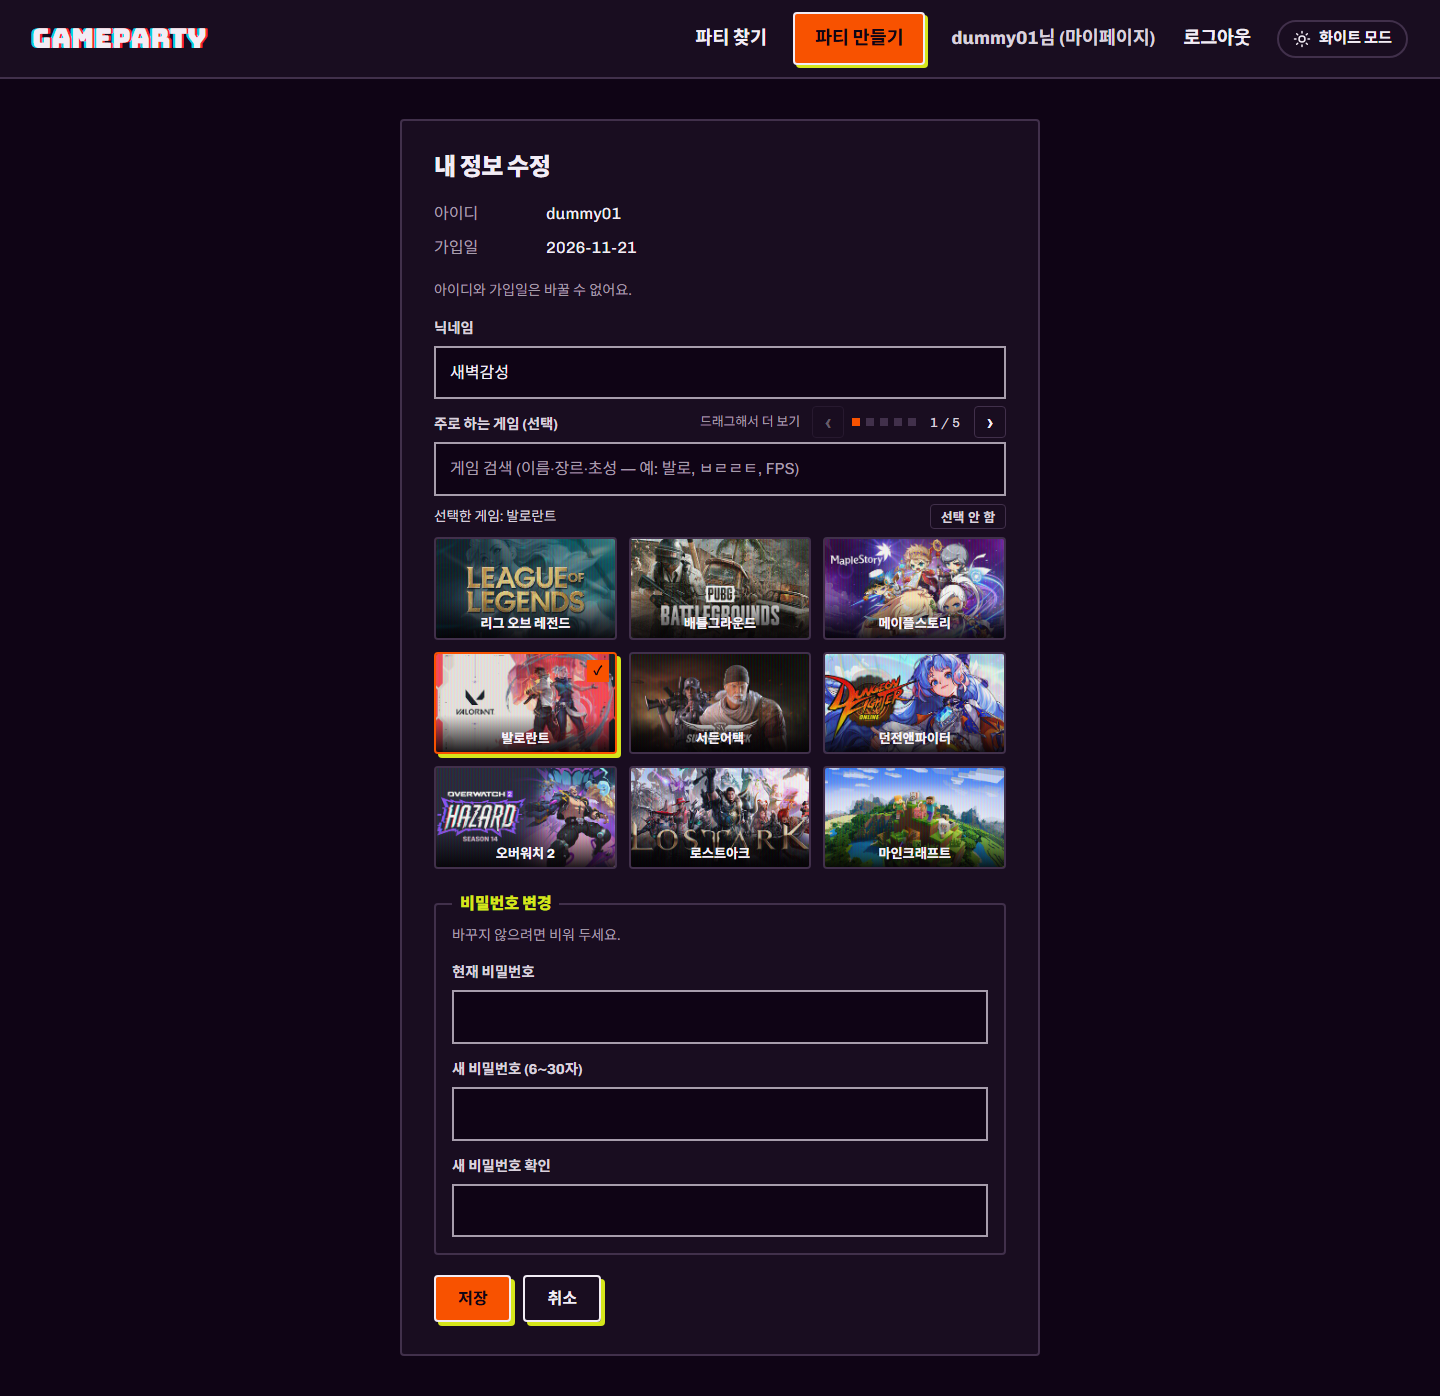 GAMEPARTY
파티 찾기
파티 만들기
dummy01님 (마이페이지)
로그아웃
화이트 모드
내 정보 수정
아이디 dummy01
가입일 2026-11-21
아이디와 가입일은 바꿀 수 없어요.
닉네임
새벽감성
주로 하는 게임 (선택) 드래그해서 더 보기 ‹ 1 / 5 ›
게임 검색 (이름·장르·초성 — 예: 발로, ㅂㄹㄹㅌ, FPS)
선택한 게임: 발로란트 선택 안 함
LEAGUE OF
LEGENDS
리그 오브 레전드
PUBG
BATTLEGROUNDS
배틀그라운드
MapleStory
메이플스토리
VALORANT
✓
발로란트
서든어택
DUNGEON
FIGHTER
ONLINE
던전앤파이터
OVERWATCH 2
HAZARD
SEASON 14
오버워치 2
LOST ARK
로스트아크
마인크래프트
비밀번호 변경
바꾸지 않으려면 비워 두세요.
현재 비밀번호
새 비밀번호 (6~30자)
새 비밀번호 확인
저장
취소